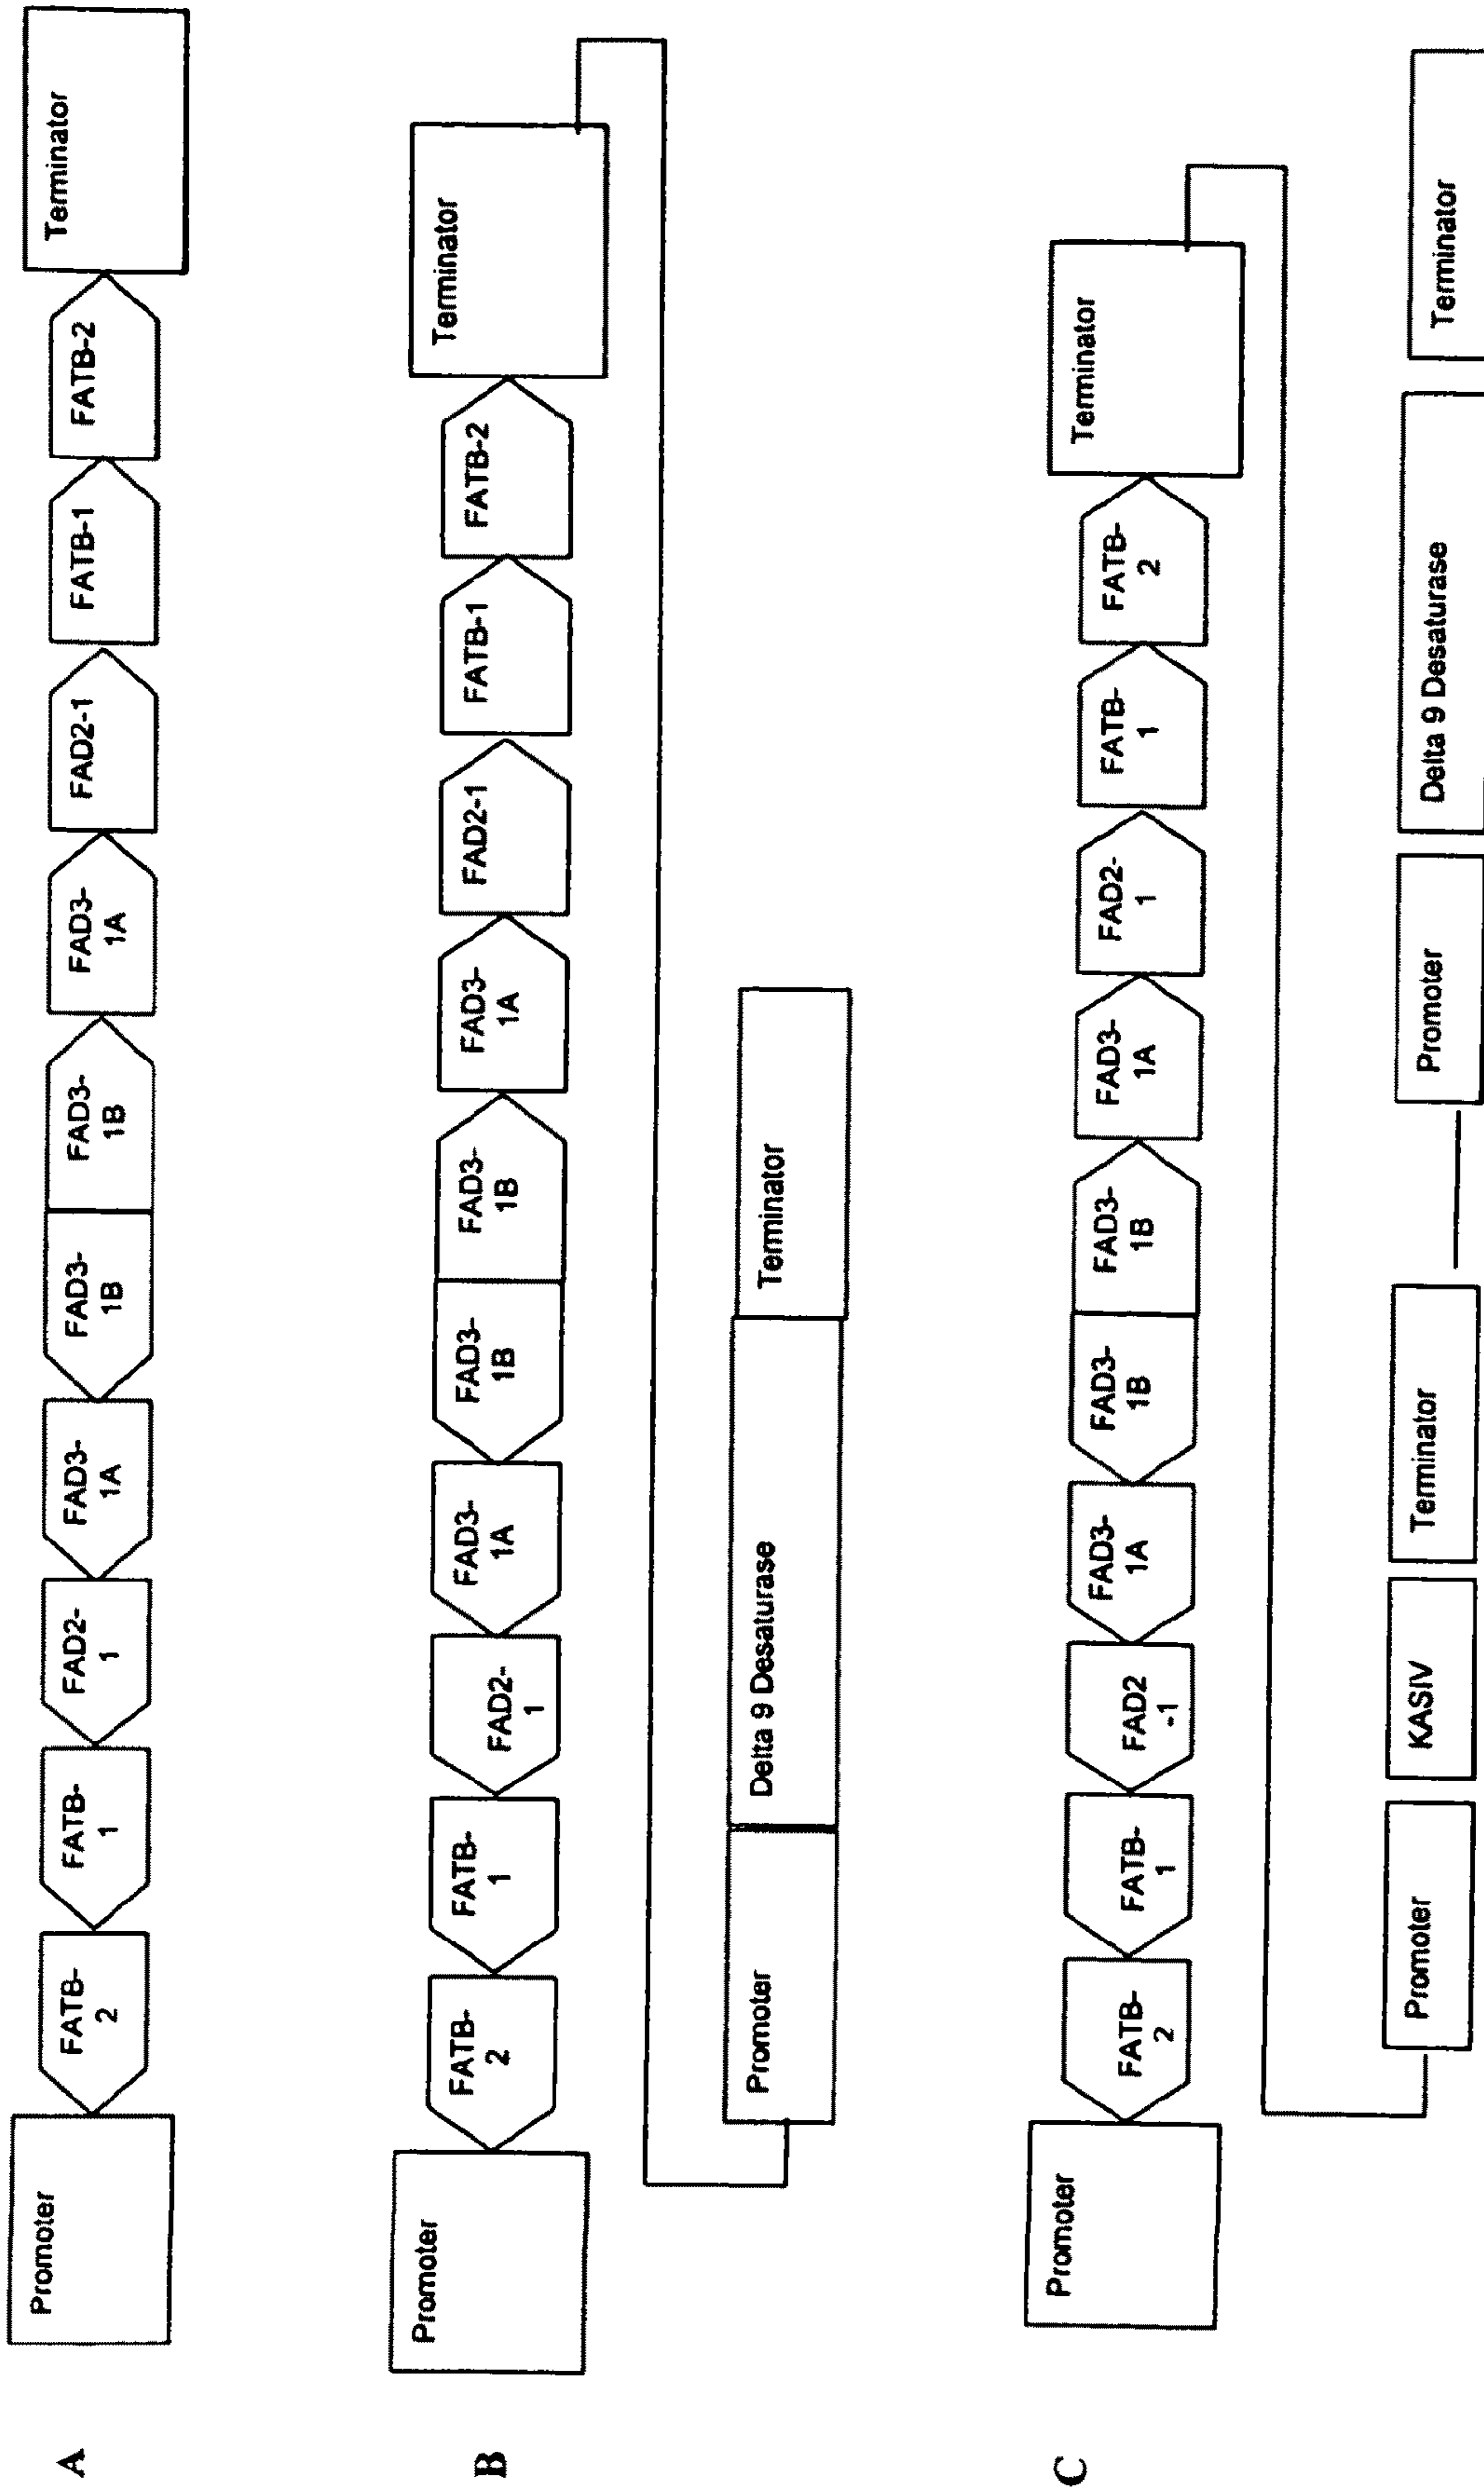 A
Promoter
FATB-
2
FATB-
1
FAD2-
1
FAD3-
1A
FAD3-
1B
FAD3-
1B
FAD3-
1A
FAD2-1
FATB-1
FATB-2
Terminator
B
Promoter
FATB-
2
FATB-
1
FAD2-
1
FAD3-
1A
FAD3-
1B
FAD3-
1B
FAD3-
1A
FAD2-1
FATB-1
FATB-2
Terminator
Promoter
Delta 9 Desaturase
Terminator
C
Promoter
FATB-
2
FATB-
1
FAD2
-1
FAD3-
1A
FAD3-
1B
FAD3-
1B
FAD3-
1A
FAD2-
1
FATB-
1
FATB-
2
Terminator
Promoter
KASIV
Terminator
Promoter
Delta 9 Desaturase
Terminator